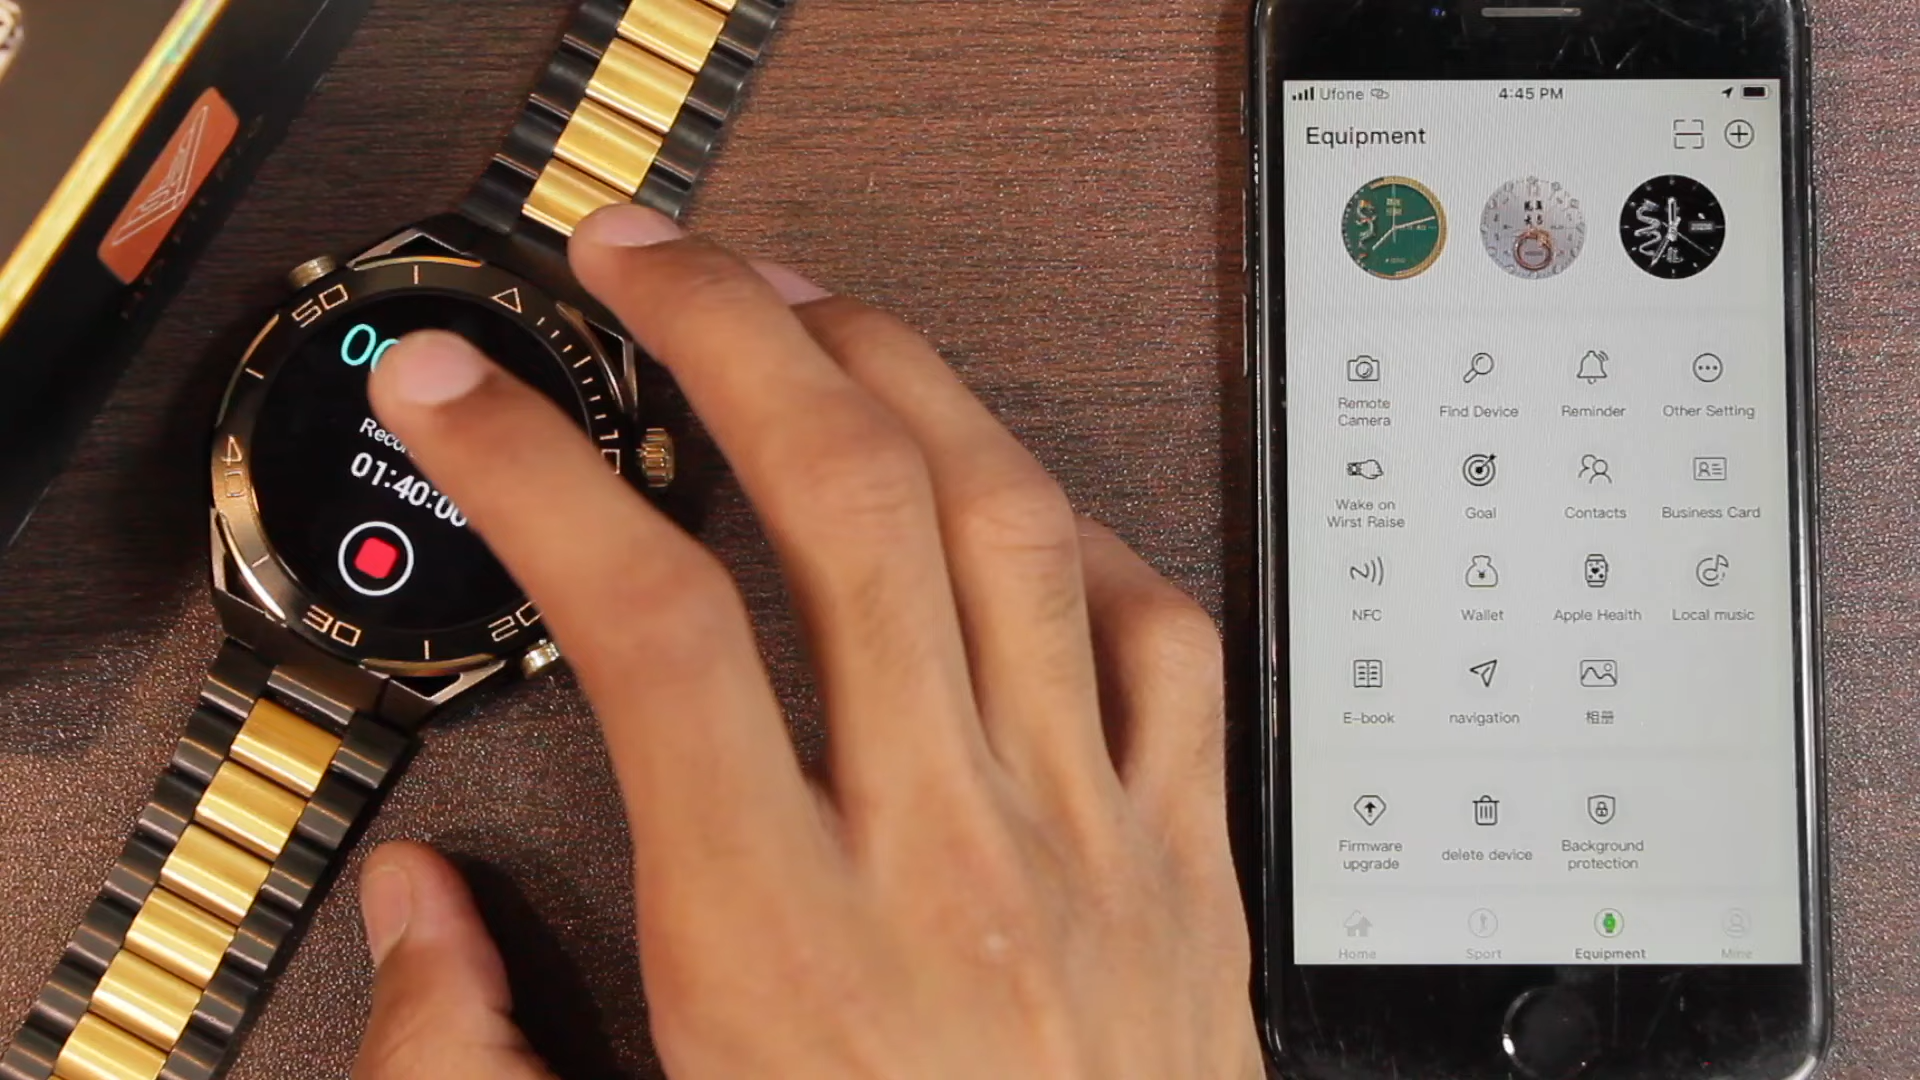 50
40
30
20
01:40:00
Ufone
4:45 PM
Equipment
Remote
Camera
Find Device
Reminder
Other Setting
Wake on
Wirst Raise
Goal
Contacts
Business Card
NFC
Wallet
Apple Health
Local music
E-book
navigation
相册
Firmware
upgrade
delete device
Background
protection
Home
Sport
Equipment
Mine